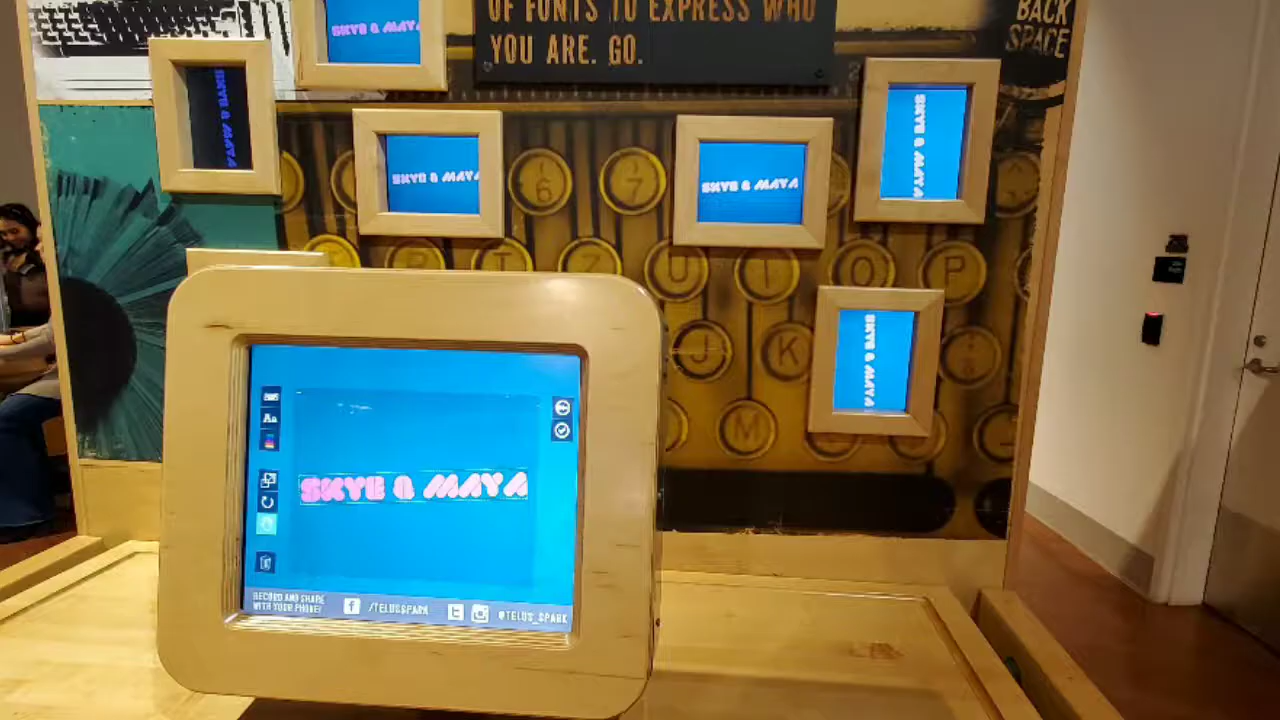 OF FONTS TO EXPRESS WHO
YOU ARE. GO.
BACK
SPACE
SKYE & MAYA
SKYE & MAYA
SKYE & MAYA
SKYE & MAYA
SKYE & MAYA
SKYE & MAYA
6
7
R T Z U I O P
J K
M
Aa
SKYE & MAYA
RECORD AND SHARE
WITH YOUR PHONE!
/TELUSSPARK
@TELUS_SPARK